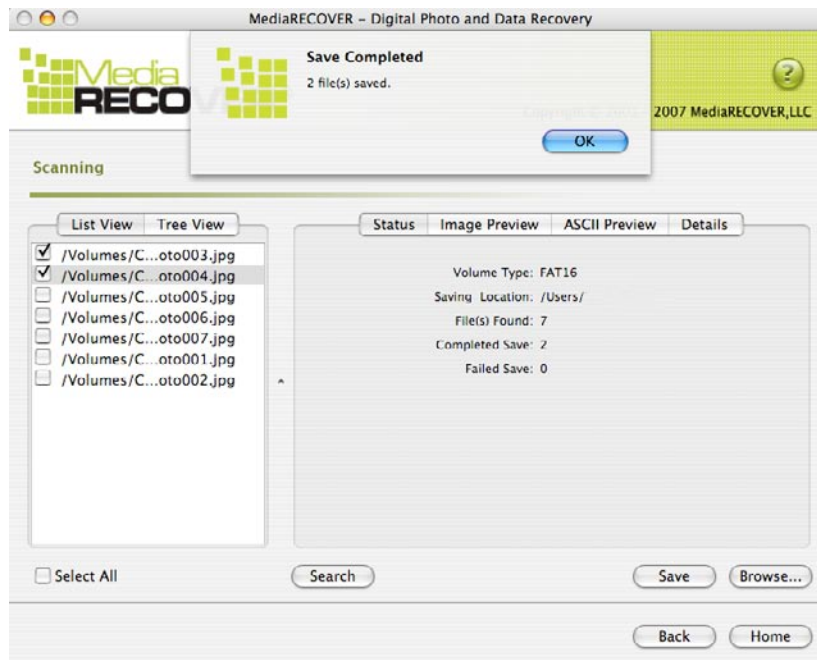 MediaRECOVER – Digital Photo and Data Recovery
Media
RECOV
Save Completed
2 file(s) saved.
OK
2007 MediaRECOVER,LLC
?
Scanning
List View Tree View
/Volumes/C...oto003.jpg
/Volumes/C...oto004.jpg
/Volumes/C...oto005.jpg
/Volumes/C...oto006.jpg
/Volumes/C...oto007.jpg
/Volumes/C...oto001.jpg
/Volumes/C...oto002.jpg
Status Image Preview ASCII Preview Details
Volume Type: FAT16
Saving Location: /Users/
File(s) Found: 7
Completed Save: 2
Failed Save: 0
Select All
Search
Save
Browse...
Back
Home